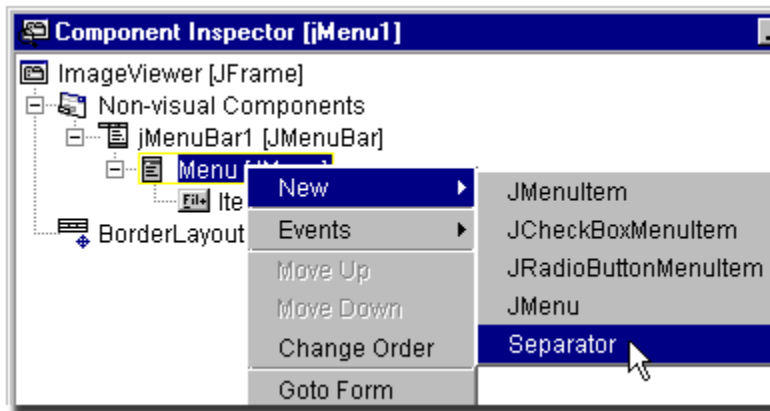 Component Inspector [jMenu1]
ImageViewer [JFrame]
Non-visual Components
jMenuBar1 [JMenuBar]
Menu
BorderLayout
New
Events
Move Up
Move Down
Change Order
Goto Form
JMenuItem
JCheckBoxMenuItem
JRadioButtonMenuItem
JMenu
Separator